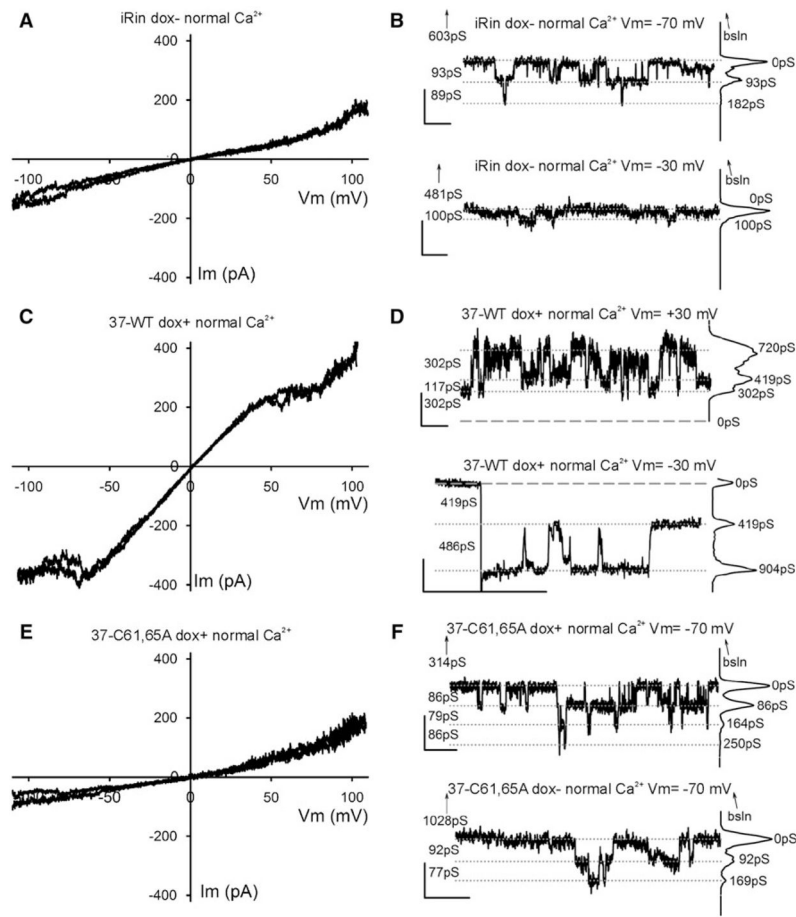 A
iRin dox- normal Ca²⁺
400
200
0
-100
-50
50
100
Vm (mV)
-200
-400
Im (pA)
B
iRin dox- normal Ca²⁺ Vm= -70 mV
603pS
bsln
0pS
93pS
93pS
89pS
182pS
iRin dox- normal Ca²⁺ Vm= -30 mV
481pS
bsln
0pS
100pS
100pS
C
37-WT dox+ normal Ca²⁺
400
200
0
-100
-50
50
100
Vm (mV)
-200
-400
Im (pA)
D
37-WT dox+ normal Ca²⁺ Vm= +30 mV
720pS
302pS
419pS
117pS
302pS
302pS
0pS
37-WT dox+ normal Ca²⁺ Vm= -30 mV
0pS
419pS
419pS
486pS
904pS
E
37-C61,65A dox+ normal Ca²⁺
400
200
0
-100
-50
50
100
Vm (mV)
-200
-400
Im (pA)
F
37-C61,65A dox+ normal Ca²⁺ Vm= -70 mV
314pS
bsln
0pS
86pS
86pS
79pS
164pS
86pS
250pS
37-C61,65A dox- normal Ca²⁺ Vm= -70 mV
1028pS
bsln
0pS
92pS
92pS
77pS
169pS